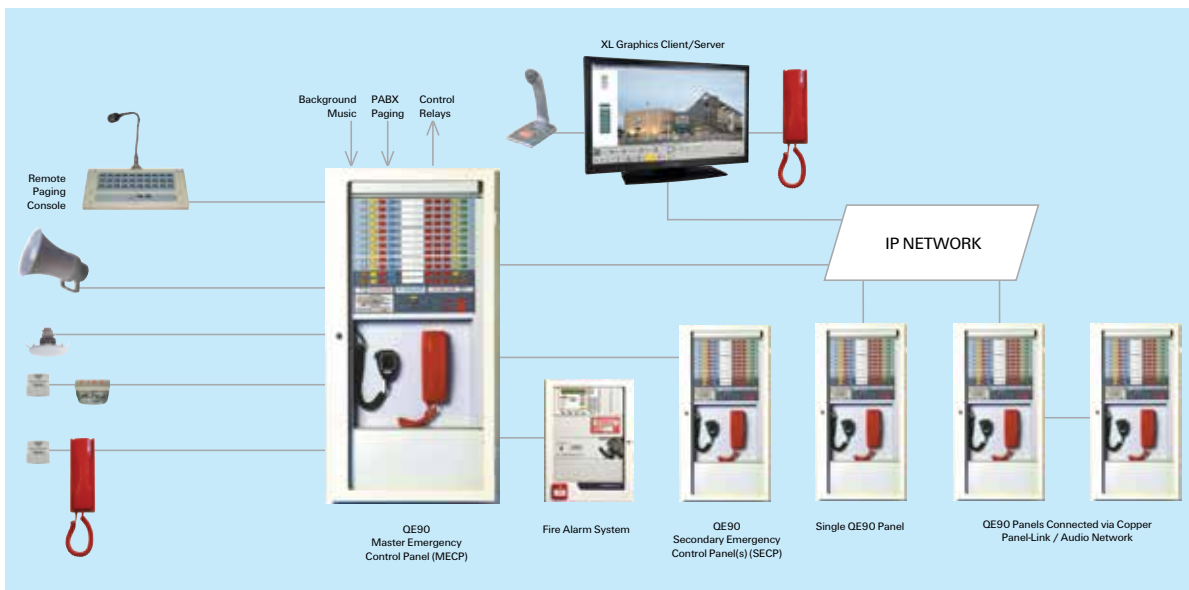 XL Graphics Client/Server
Background
Music
PABX
Paging
Control
Relays
Remote
Paging
Console
IP NETWORK
QE90
Master Emergency
Control Panel (MECP)
Fire Alarm System
QE90
Secondary Emergency
Control Panel(s) (SECP)
Single QE90 Panel
QE90 Panels Connected via Copper
Panel-Link / Audio Network